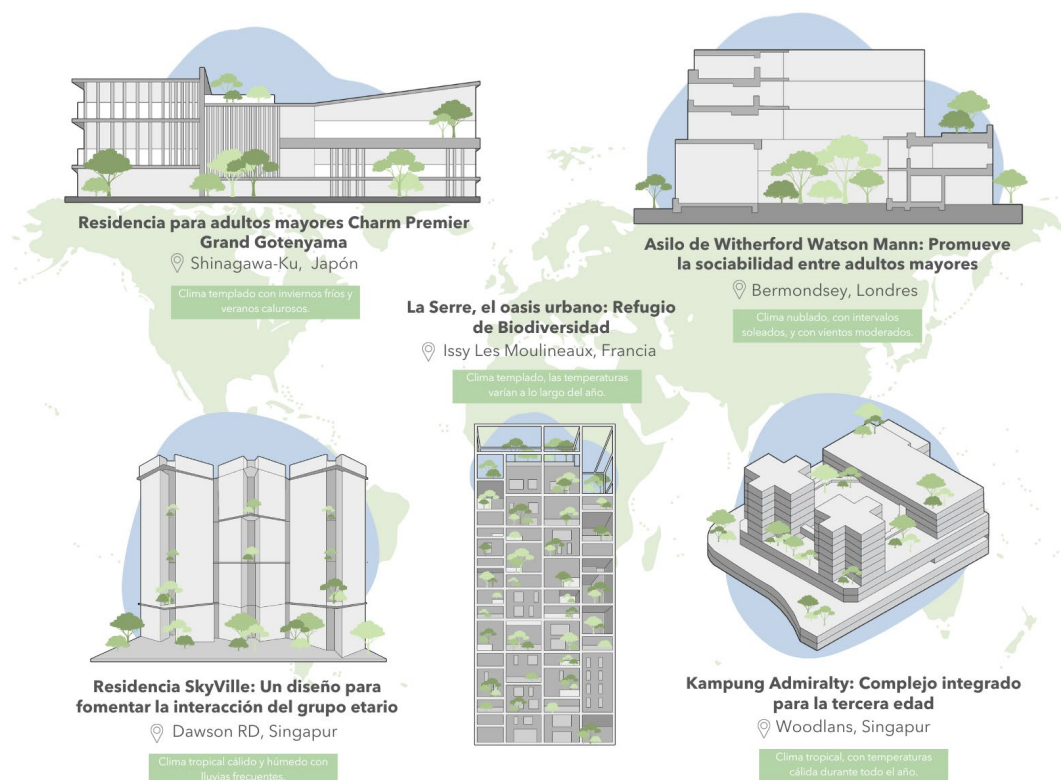 Residencia para adultos mayores Charm Premier
Grand Gotenyama
Shinagawa-Ku, Japón
Clima templado con inviernos fríos y
veranos calurosos.
Asilo de Witherford Watson Mann: Promueve
la sociabilidad entre adultos mayores
Bermondsey, Londres
Clima nublado, con intervalos
soleados, y con vientos moderados.
La Serre, el oasis urbano: Refugio
de Biodiversidad
Issy Les Moulineaux, Francia
Clima templado, las temperaturas
varían a lo largo del año.
Residencia SkyVille: Un diseño para
fomentar la interacción del grupo etario
Dawson RD, Singapur
Clima tropical cálido y húmedo con
lluvias frecuentes.
Kampung Admiralty: Complejo integrado
para la tercera edad
Woodlans, Singapur
Clima tropical, con temperaturas
cálida durante todo el año.